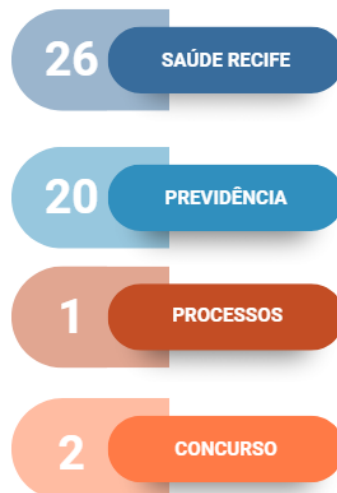 26
SAÚDE RECIFE
20
PREVIDÊNCIA
1
PROCESSOS
2
CONCURSO